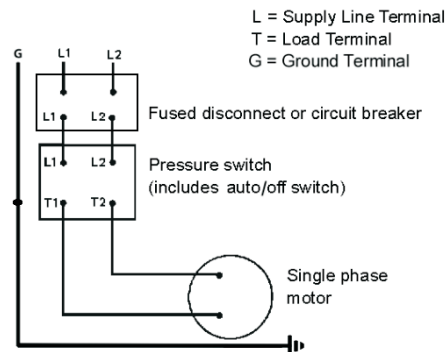 L = Supply Line Terminal
T = Load Terminal
G = Ground Terminal
G L1 L2
L1 L2
Fused disconnect or circuit breaker
L1 L2
Pressure switch
(includes auto/off switch)
T1 T2
Single phase
motor